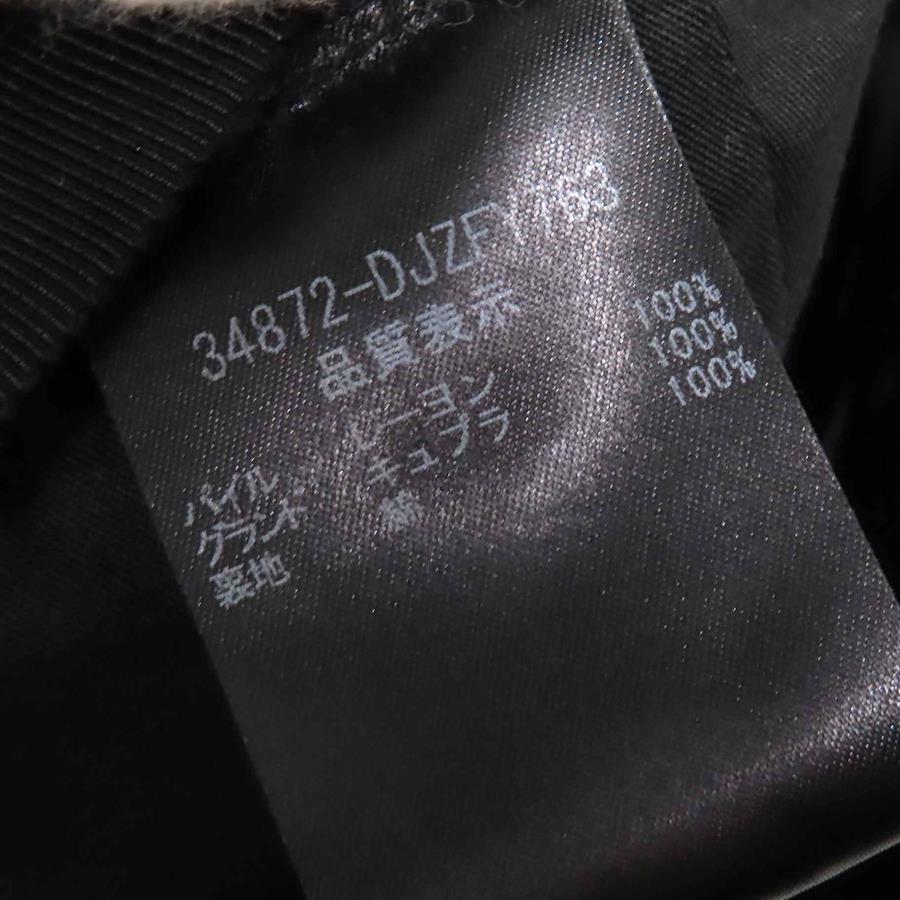 34872-DJZFY763
品質表示
パイル レーヨン 100%
グランド キュプラ 100%
裏地 綿 100%